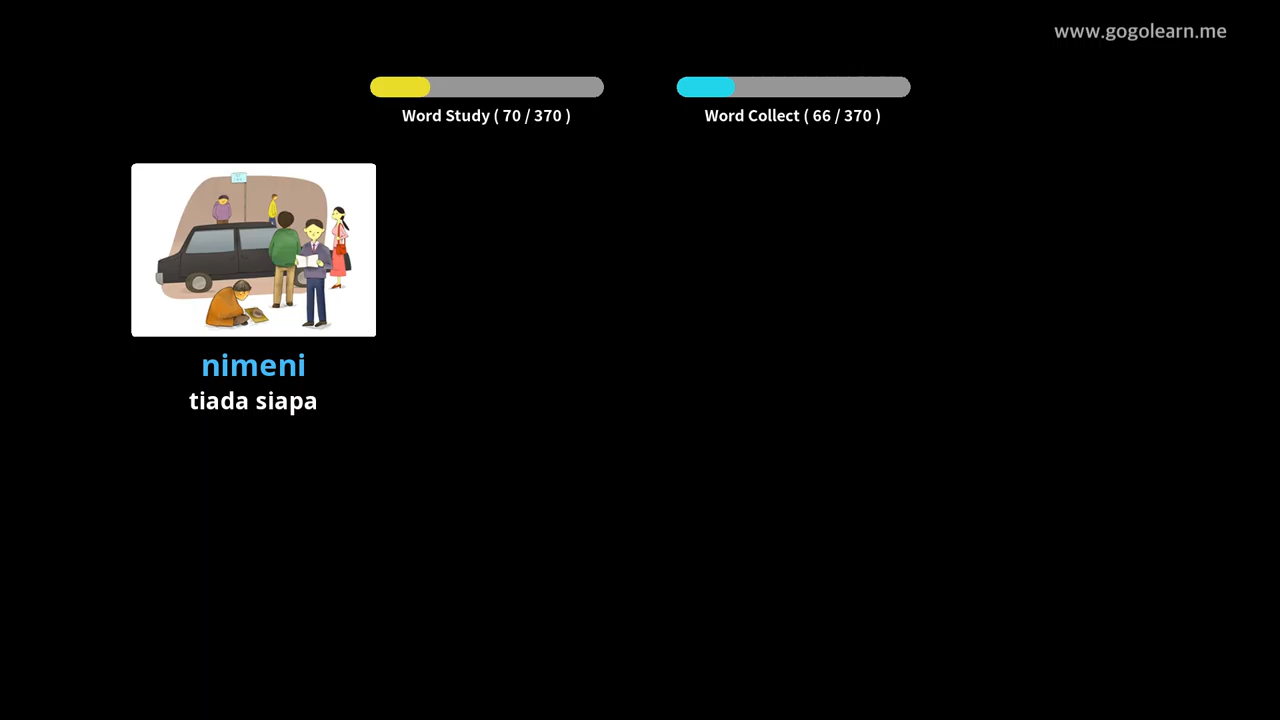 www.gogolearn.me
Word Study ( 70 / 370 )
Word Collect ( 66 / 370 )
nimeni
tiada siapa